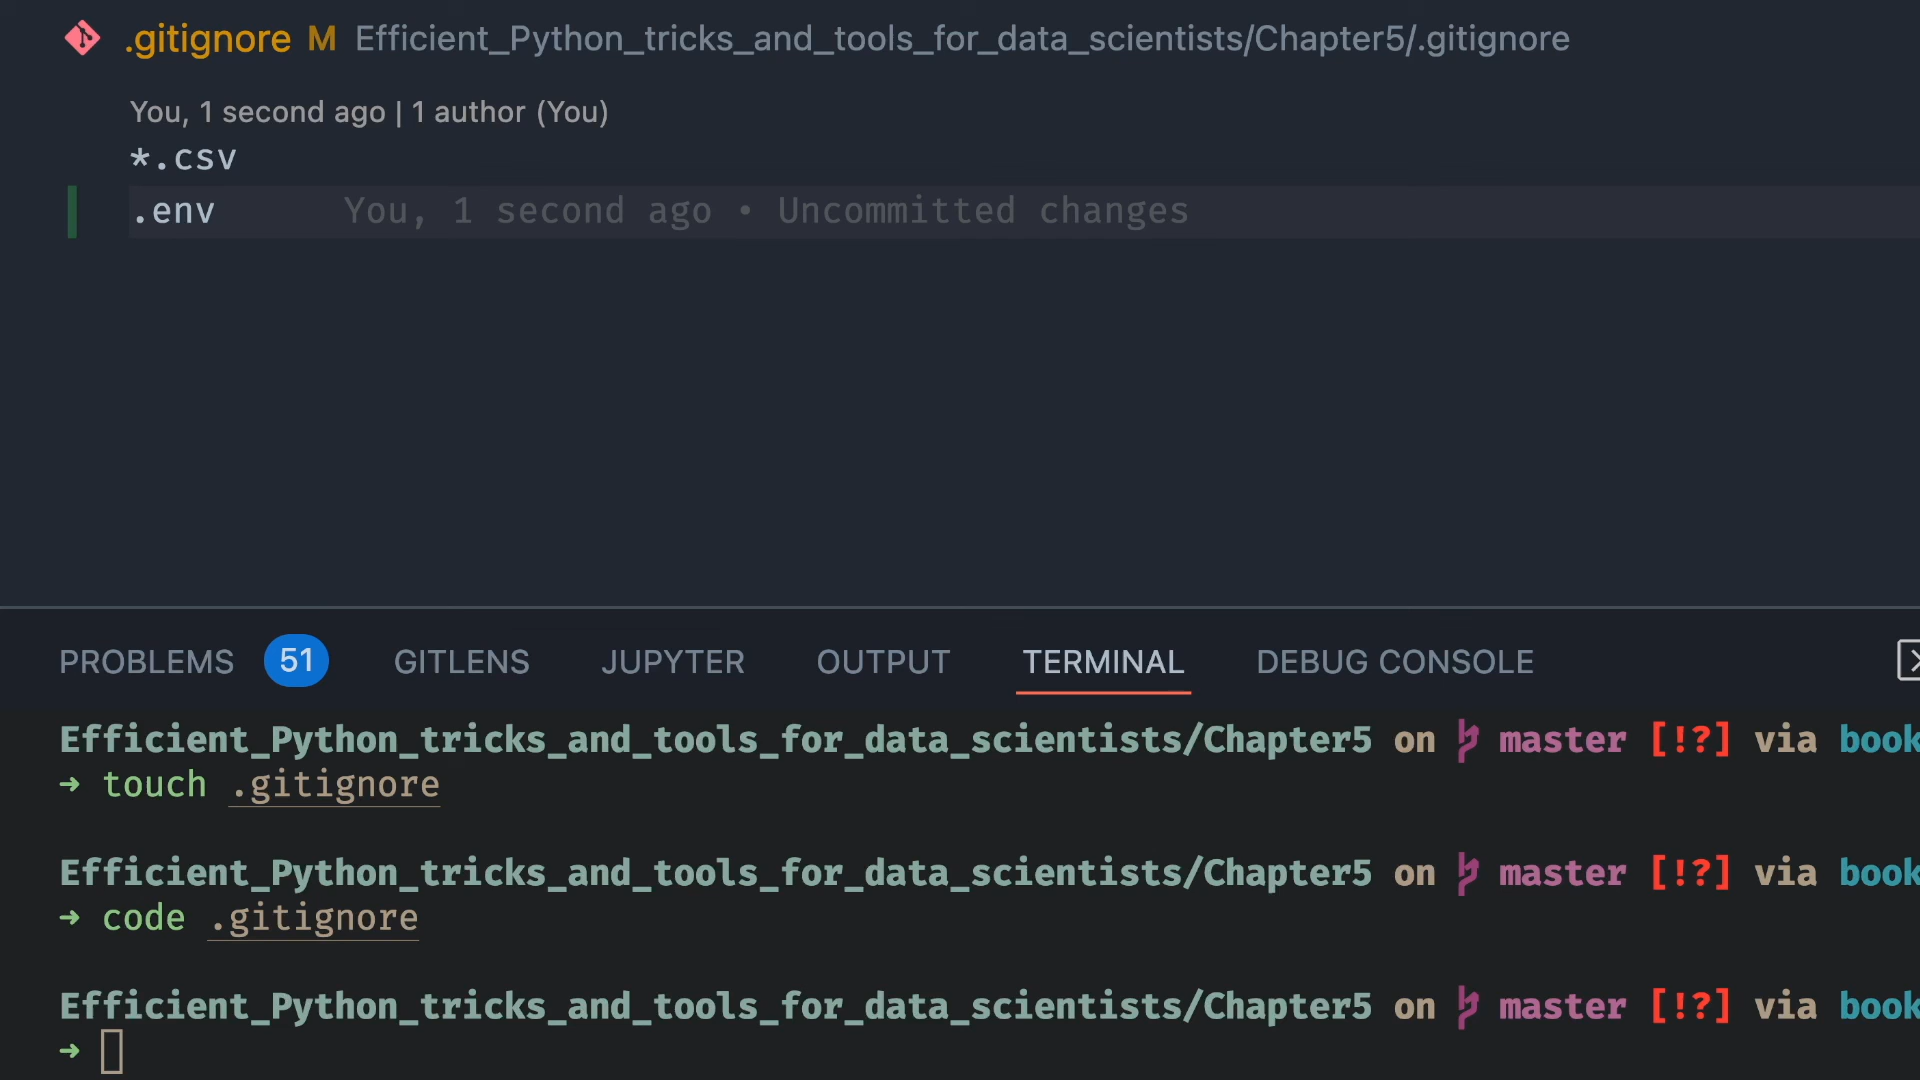 .gitignore M Efficient_Python_tricks_and_tools_for_data_scientists/Chapter5/.gitignore
You, 1 second ago | 1 author (You)
*.csv
.env You, 1 second ago • Uncommitted changes
PROBLEMS 51 GITLENS JUPYTER OUTPUT TERMINAL DEBUG CONSOLE
Efficient_Python_tricks_and_tools_for_data_scientists/Chapter5 on master [!?] via book
➜ touch .gitignore
Efficient_Python_tricks_and_tools_for_data_scientists/Chapter5 on master [!?] via book
➜ code .gitignore
Efficient_Python_tricks_and_tools_for_data_scientists/Chapter5 on master [!?] via book
➜